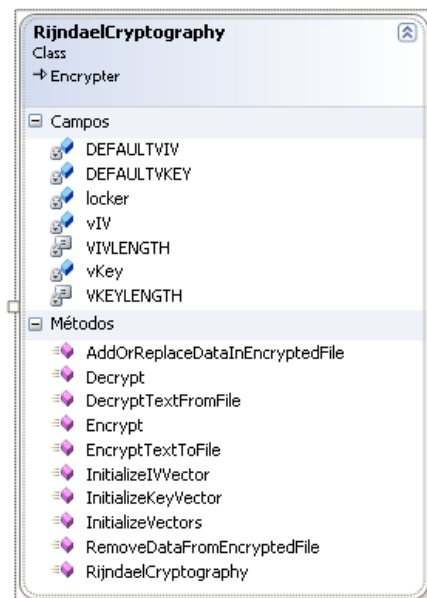 RijndaelCryptography
Class
Encrypter
Campos
DEFAULTVIV
DEFAULTVKEY
locker
vIV
VIVLENGTH
vKey
VKEYLENGTH
Métodos
AddOrReplaceDataInEncryptedFile
Decrypt
DecryptTextFromFile
Encrypt
EncryptTextToFile
InitializeIVVector
InitializeKeyVector
InitializeVectors
RemoveDataFromEncryptedFile
RijndaelCryptography